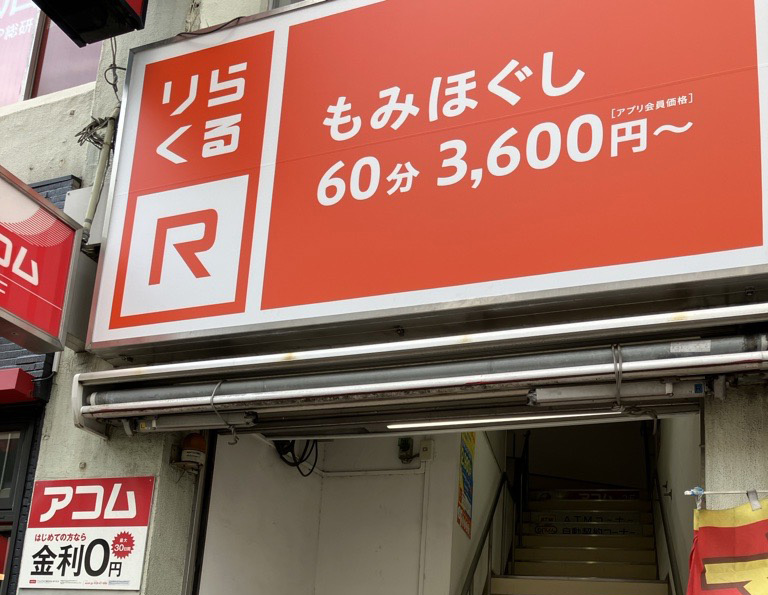 りら
くる
R
もみほぐし
[アプリ会員価格]
60分 3,600円～
コム
アコム
はじめての方なら
最大
30日間
金利0円